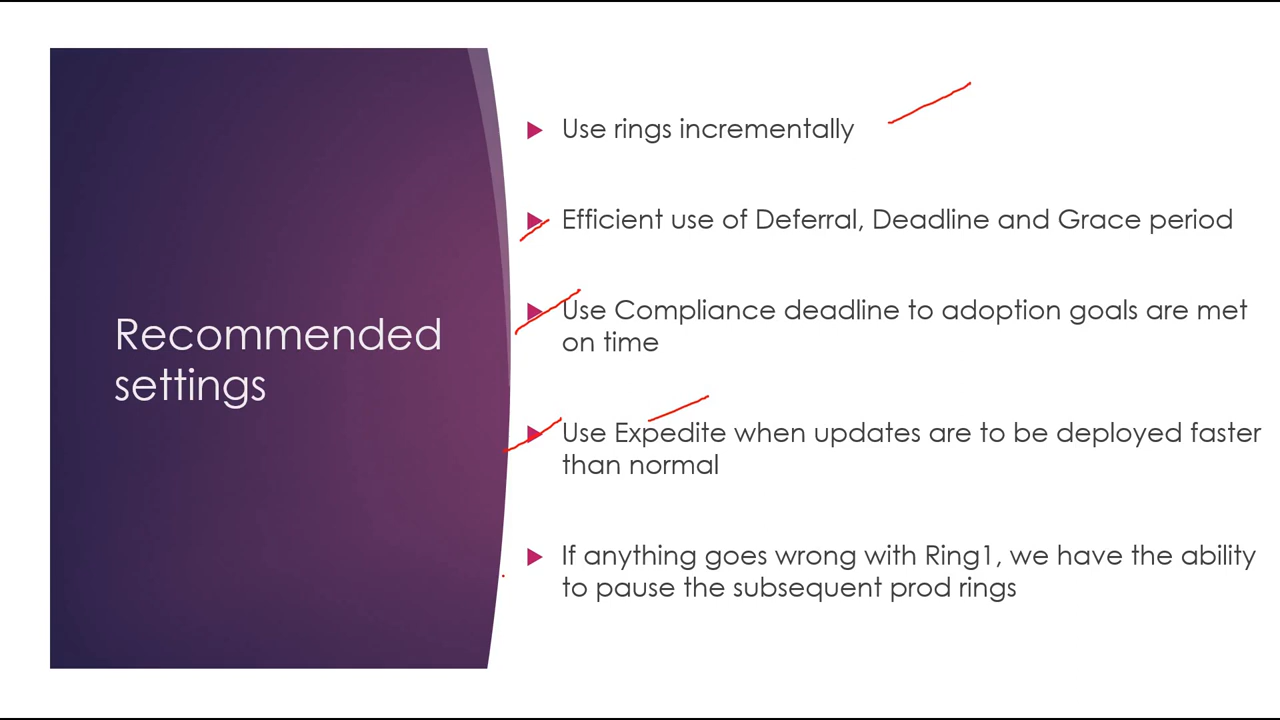 Recommended
settings
Use rings incrementally
Efficient use of Deferral, Deadline and Grace period
Use Compliance deadline to adoption goals are met
on time
Use Expedite when updates are to be deployed faster
than normal
If anything goes wrong with Ring1, we have the ability
to pause the subsequent prod rings